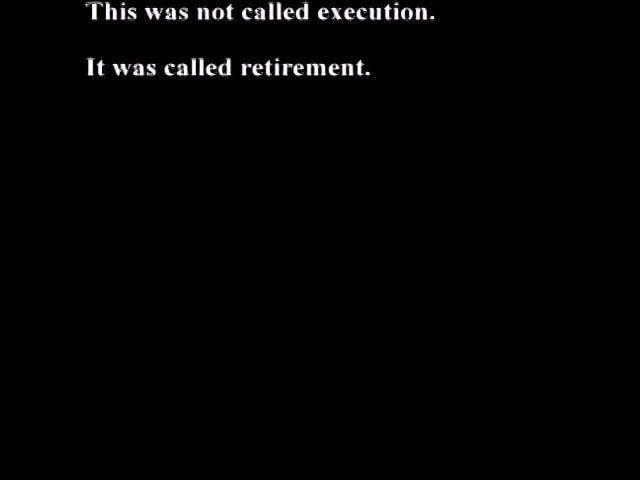 This was not called execution.
It was called retirement.